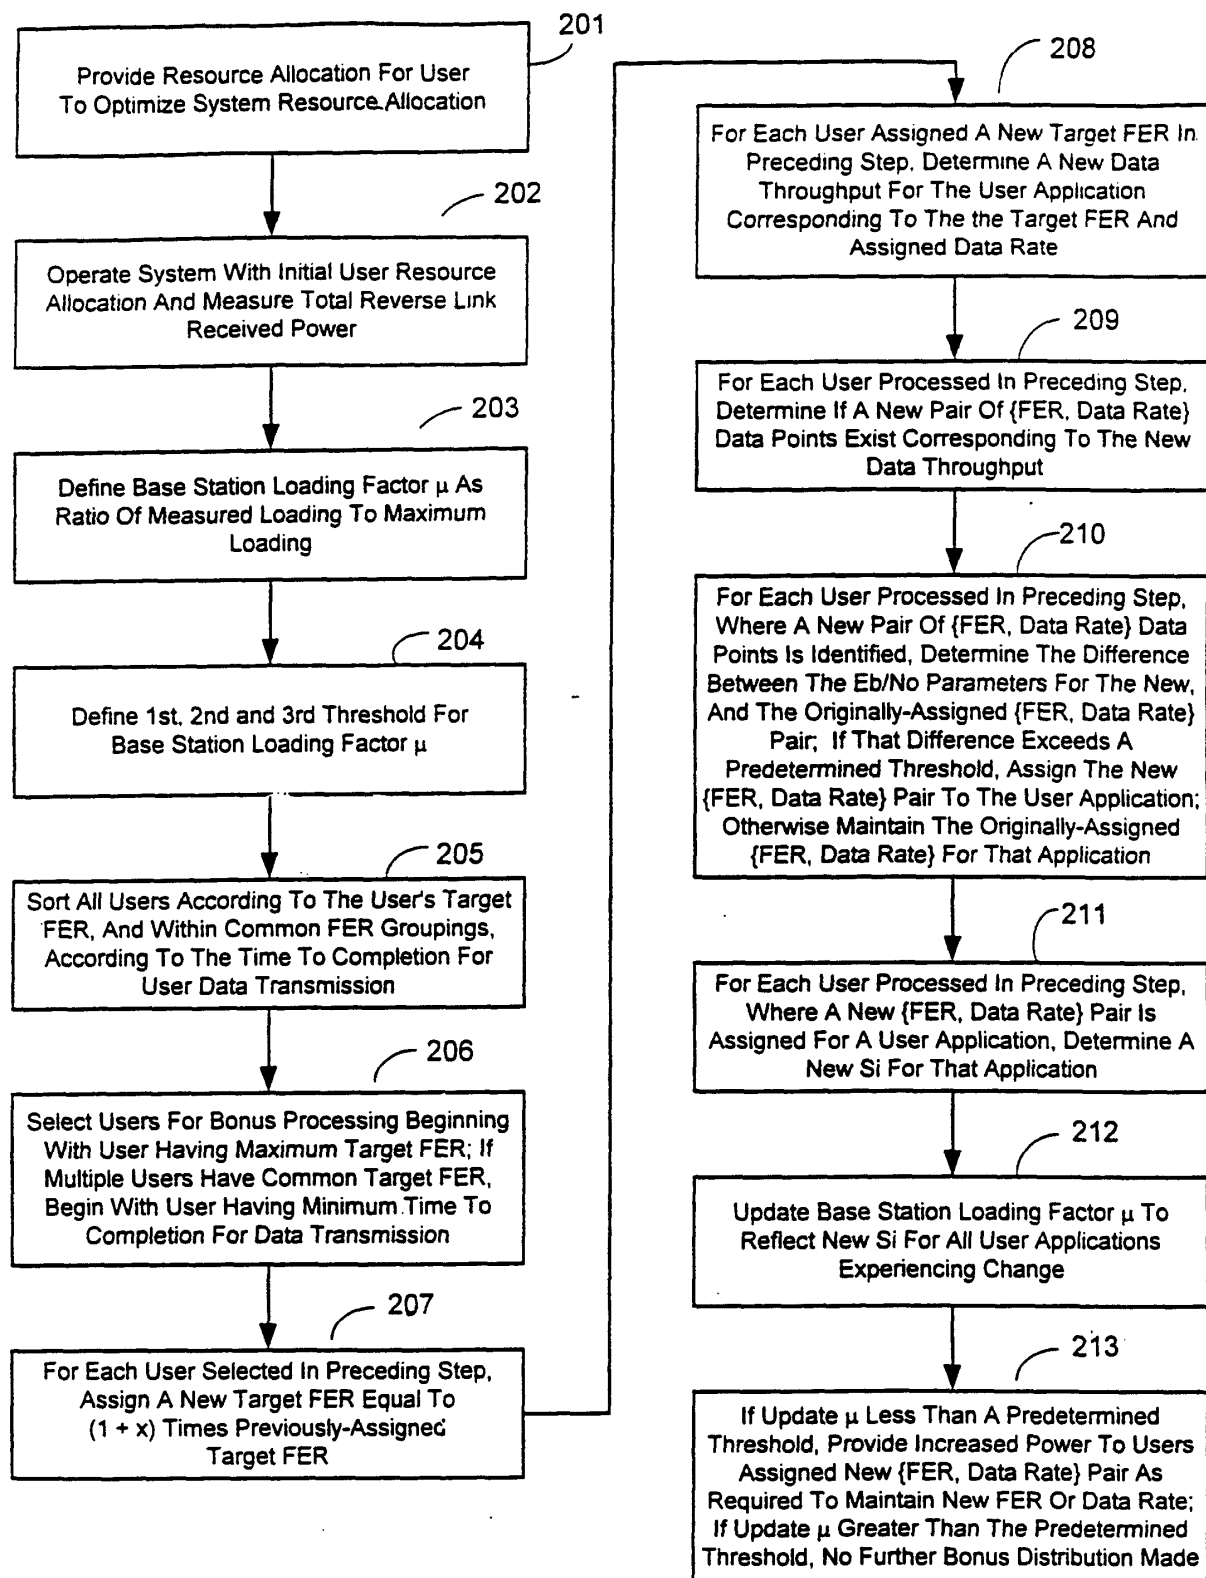 201
Provide Resource Allocation For User
To Optimize System Resource Allocation
202
Operate System With Initial User Resource
Allocation And Measure Total Reverse Link
Received Power
203
Define Base Station Loading Factor µ As
Ratio Of Measured Loading To Maximum
Loading
204
Define 1st, 2nd and 3rd Threshold For
Base Station Loading Factor µ
205
Sort All Users According To The User's Target
FER, And Within Common FER Groupings,
According To The Time To Completion For
User Data Transmission
206
Select Users For Bonus Processing Beginning
With User Having Maximum Target FER; If
Multiple Users Have Common Target FER,
Begin With User Having Minimum Time To
Completion For Data Transmission
207
For Each User Selected In Preceding Step,
Assign A New Target FER Equal To
(1 + x) Times Previously-Assigned
Target FER
208
For Each User Assigned A New Target FER In
Preceding Step, Determine A New Data
Throughput For The User Application
Corresponding To The the Target FER And
Assigned Data Rate
209
For Each User Processed In Preceding Step,
Determine If A New Pair Of {FER, Data Rate}
Data Points Exist Corresponding To The New
Data Throughput
210
For Each User Processed In Preceding Step,
Where A New Pair Of {FER, Data Rate} Data
Points Is Identified, Determine The Difference
Between The Eb/No Parameters For The New,
And The Originally-Assigned {FER, Data Rate}
Pair; If That Difference Exceeds A
Predetermined Threshold, Assign The New
{FER, Data Rate} Pair To The User Application;
Otherwise Maintain The Originally-Assigned
{FER, Data Rate} For That Application
211
For Each User Processed In Preceding Step,
Where A New {FER, Data Rate} Pair Is
Assigned For A User Application, Determine A
New Si For That Application
212
Update Base Station Loading Factor µ To
Reflect New Si For All User Applications
Experiencing Change
213
If Update µ Less Than A Predetermined
Threshold, Provide Increased Power To Users
Assigned New {FER, Data Rate} Pair As
Required To Maintain New FER Or Data Rate;
If Update µ Greater Than The Predetermined
Threshold, No Further Bonus Distribution Made